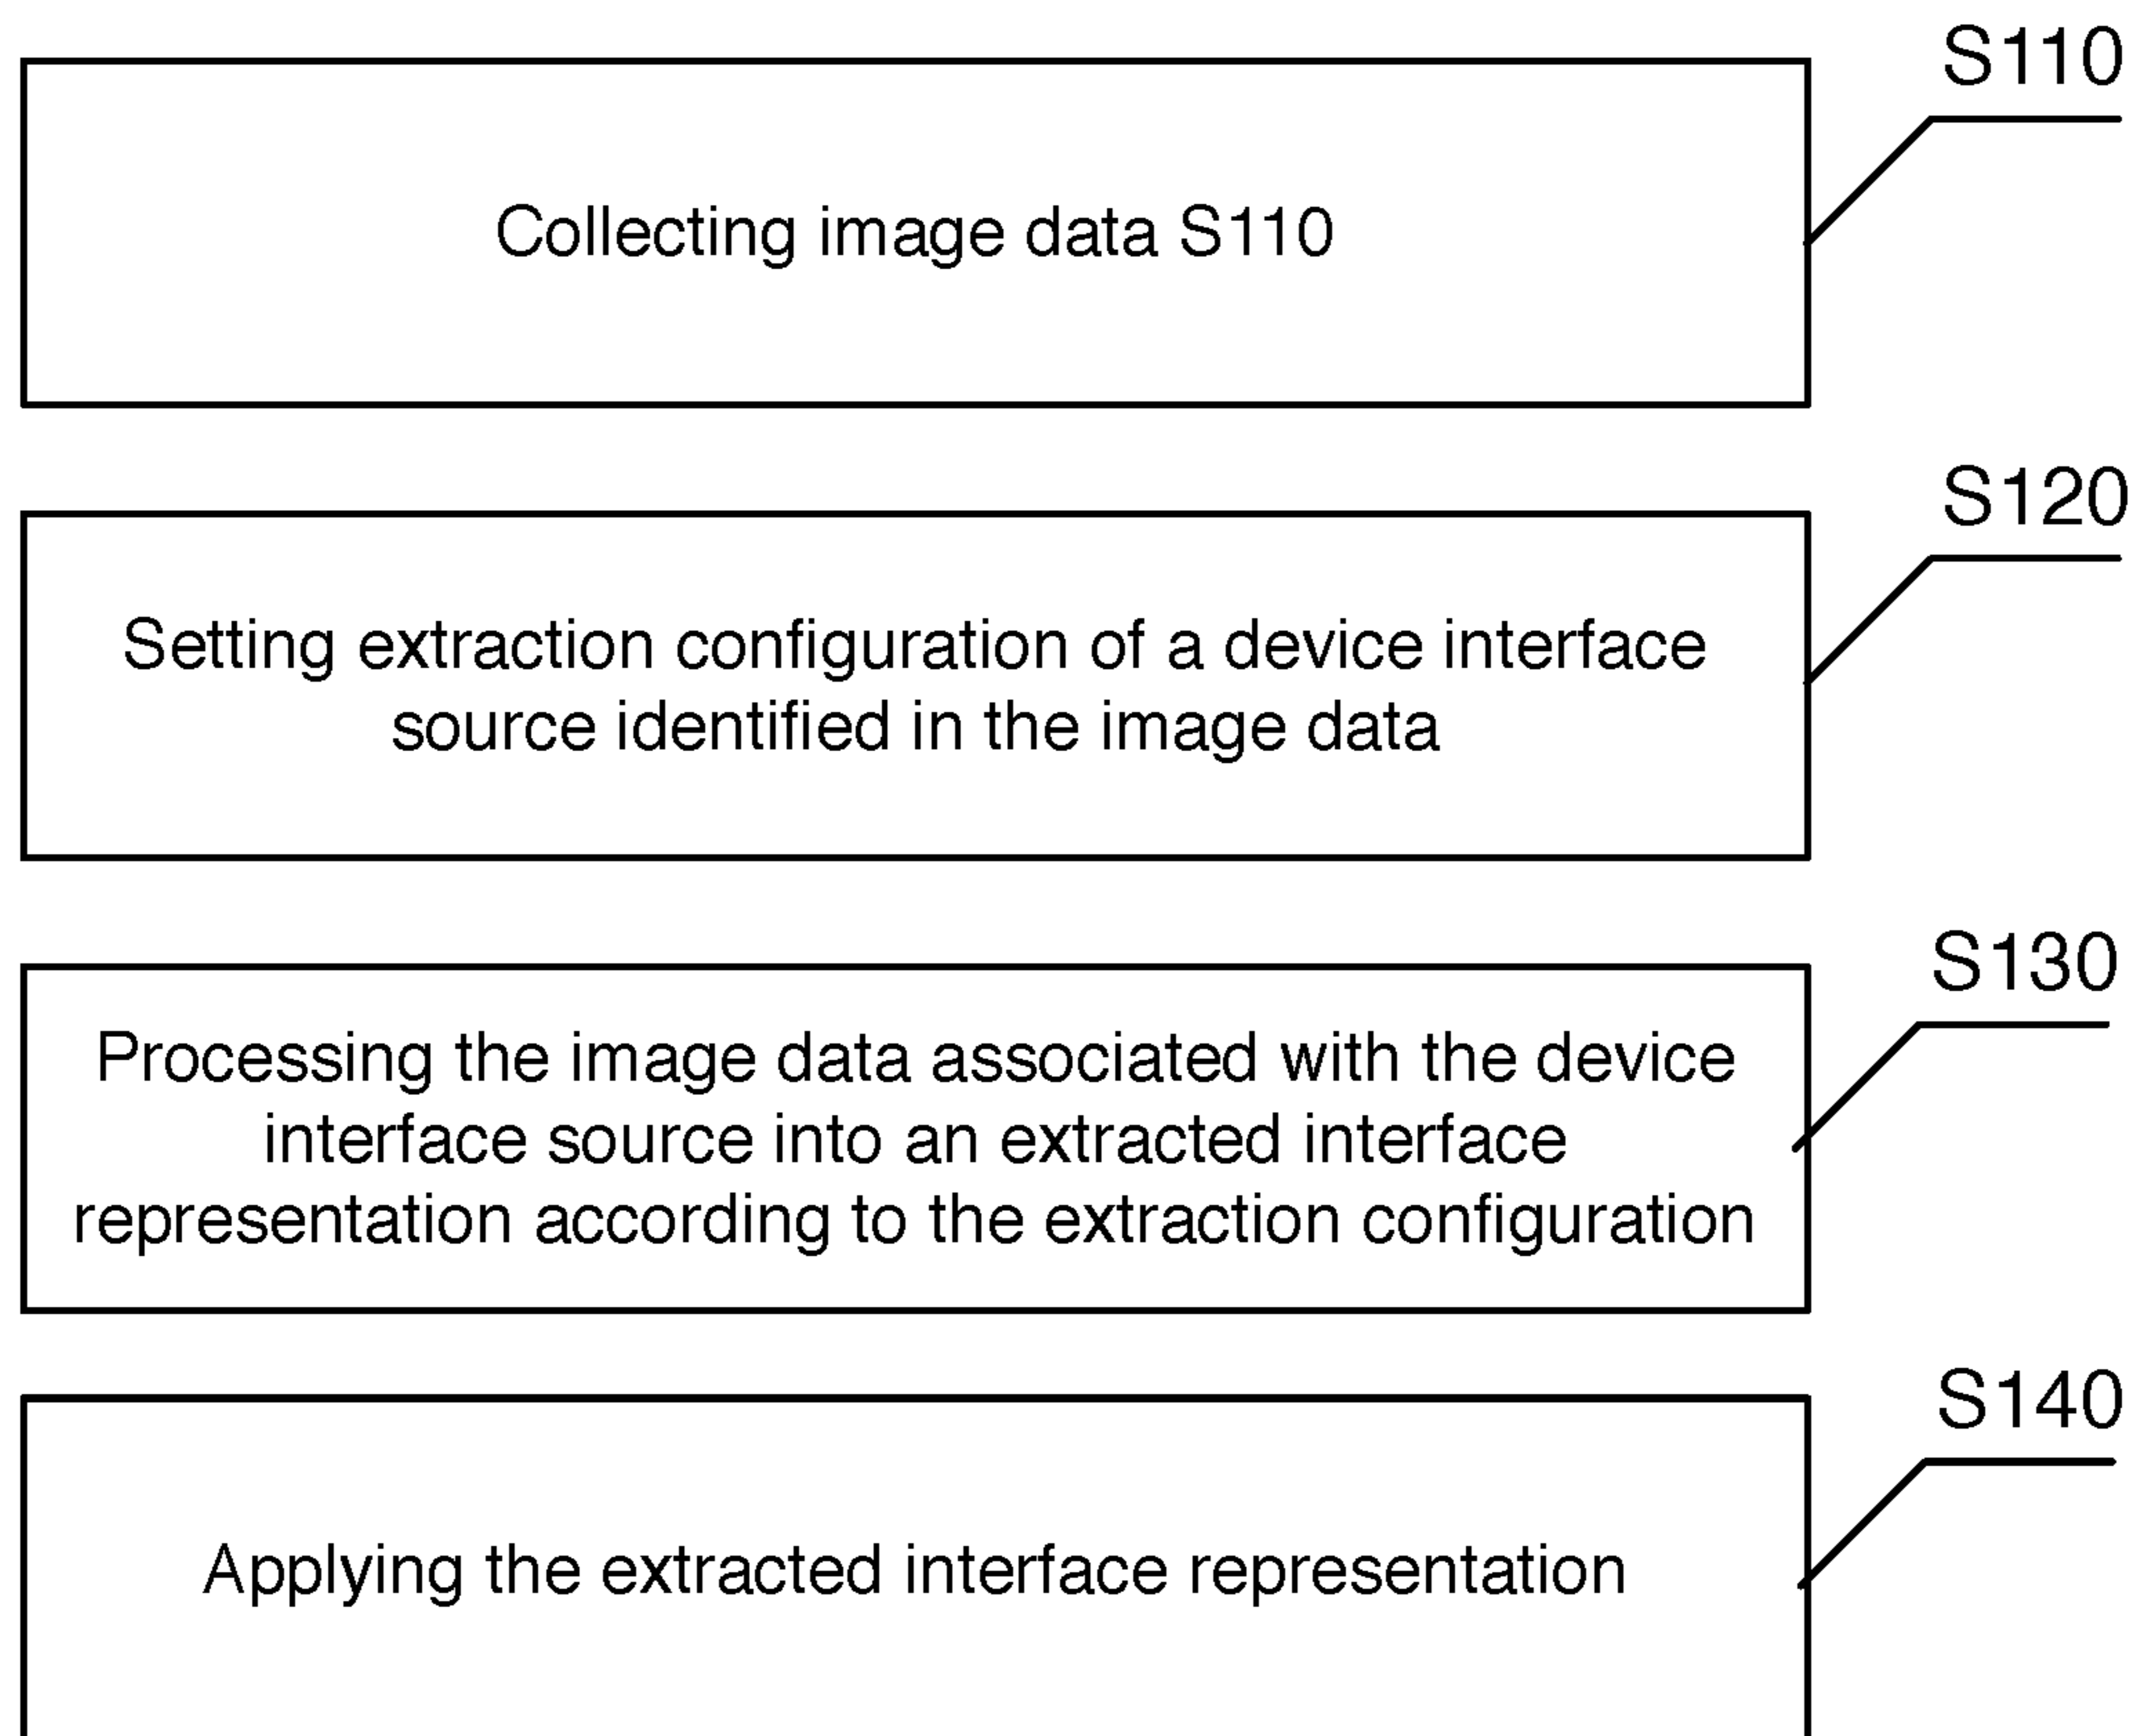 S110
Collecting image data S110
S120
Setting extraction configuration of a device interface
source identified in the image data
S130
Processing the image data associated with the device
interface source into an extracted interface
representation according to the extraction configuration
S140
Applying the extracted interface representation